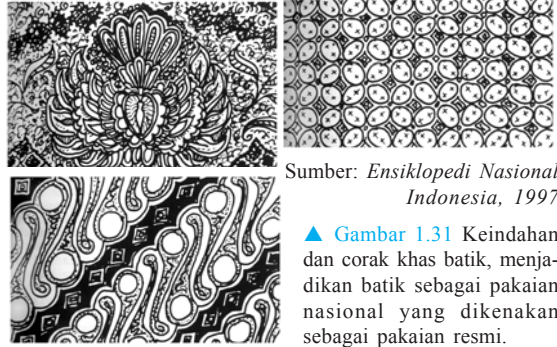 Sumber: Ensiklopedi Nasional
Indonesia, 1997
▲ Gambar 1.31 Keindahan
dan corak khas batik, menja-
dikan batik sebagai pakaian
nasional yang dikenakan
sebagai pakaian resmi.